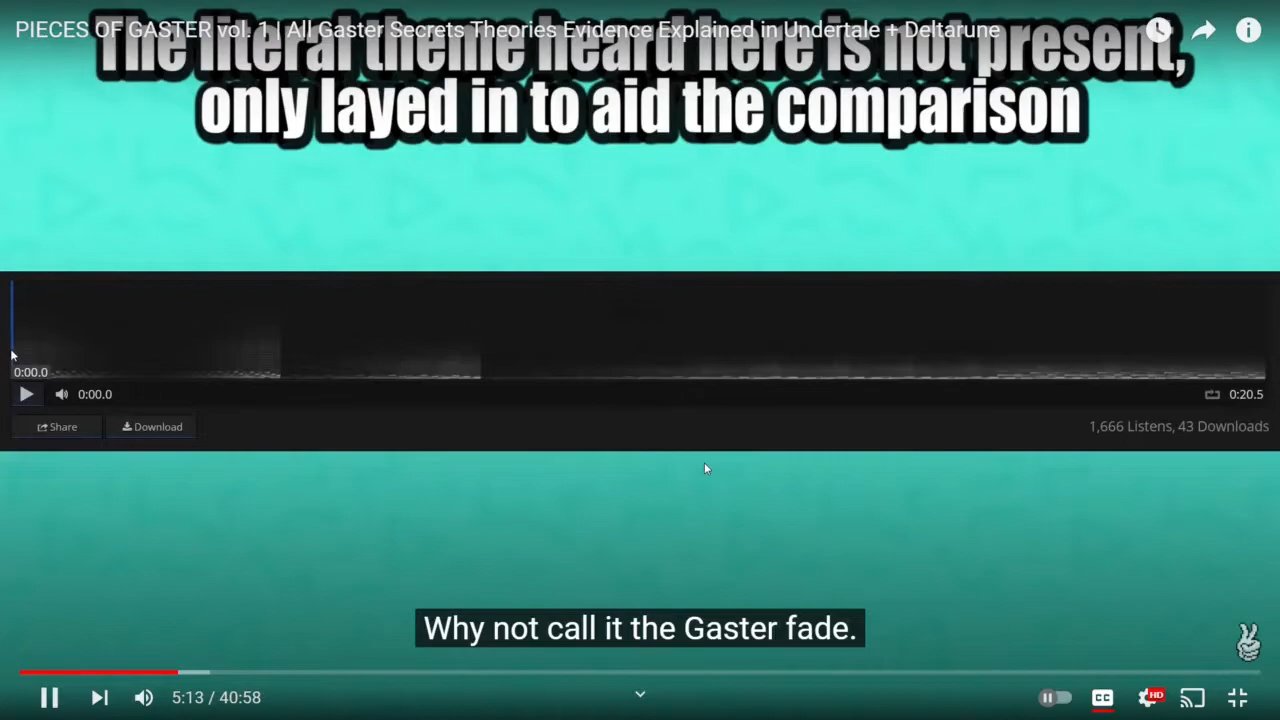 PIECES OF GASTER vol. 1 | All Gaster Secrets Theories Evidence Explained in Undertale + Deltarune
The literal theme heard here is not present,
only layed in to aid the comparison
0:00.0
0:00.0
0:20.5
Share
Download
1,666 Listens, 43 Downloads
Why not call it the Gaster fade.
5:13 / 40:58
CC
HD